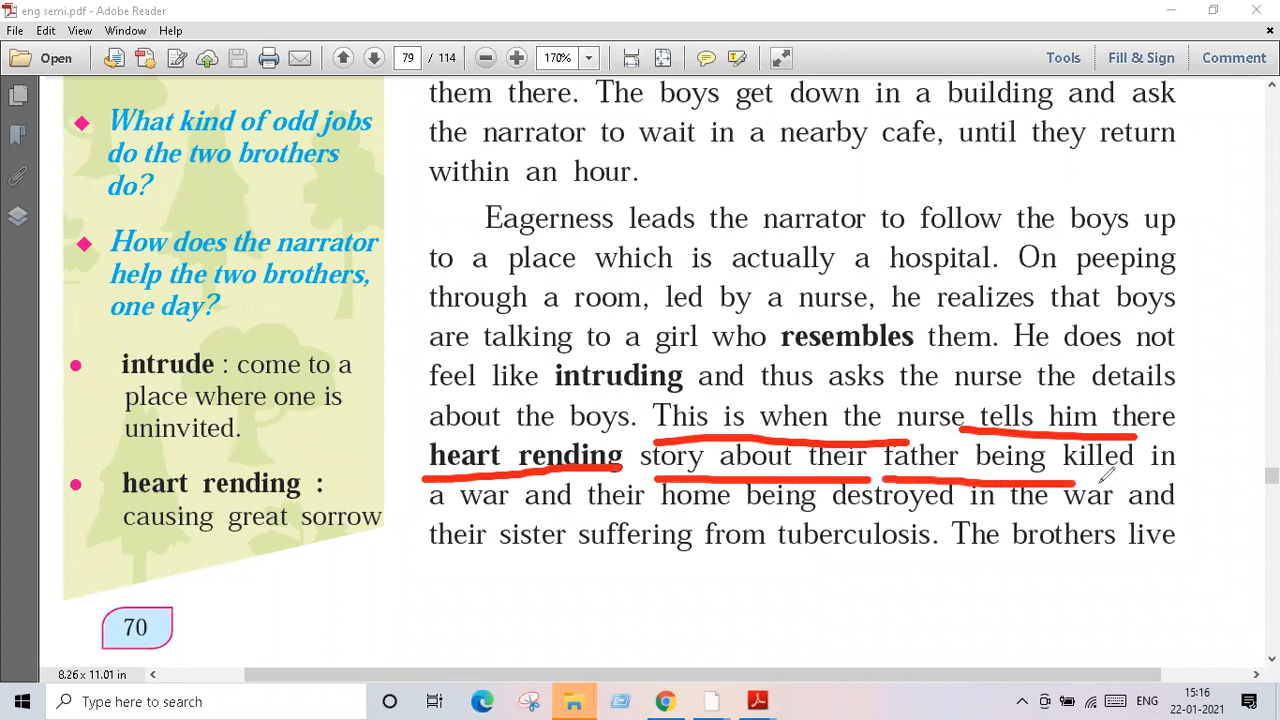 eng semi.pdf - Adobe Reader
File Edit View Window Help
Open 79 / 114 170% Tools Fill & Sign Comment
What kind of odd jobs
do the two brothers
do?
How does the narrator
help the two brothers,
one day?
intrude : come to a
place where one is
uninvited.
heart rending :
causing great sorrow
70
them there. The boys get down in a building and ask
the narrator to wait in a nearby cafe, until they return
within an hour.
Eagerness leads the narrator to follow the boys up
to a place which is actually a hospital. On peeping
through a room, led by a nurse, he realizes that boys
are talking to a girl who resembles them. He does not
feel like intruding and thus asks the nurse the details
about the boys. This is when the nurse tells him there
heart rending story about their father being killed in
a war and their home being destroyed in the war and
their sister suffering from tuberculosis. The brothers live
8.26 x 11.01 in
Type here to search
ENG
15:16
22-01-2021